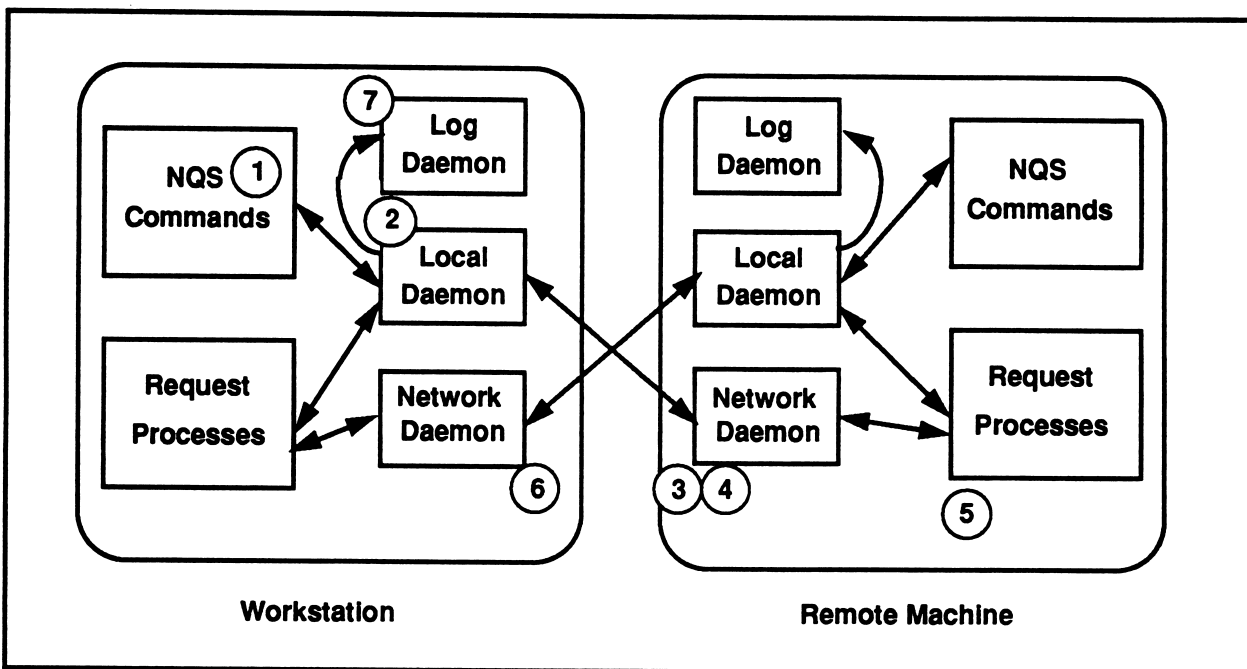 7
Log
Daemon
NQS 1
Commands
2
Local
Daemon
Request
Processes
Network
Daemon
6
Workstation
Log
Daemon
NQS
Commands
Local
Daemon
Network
Daemon
3 4
Request
Processes
5
Remote Machine